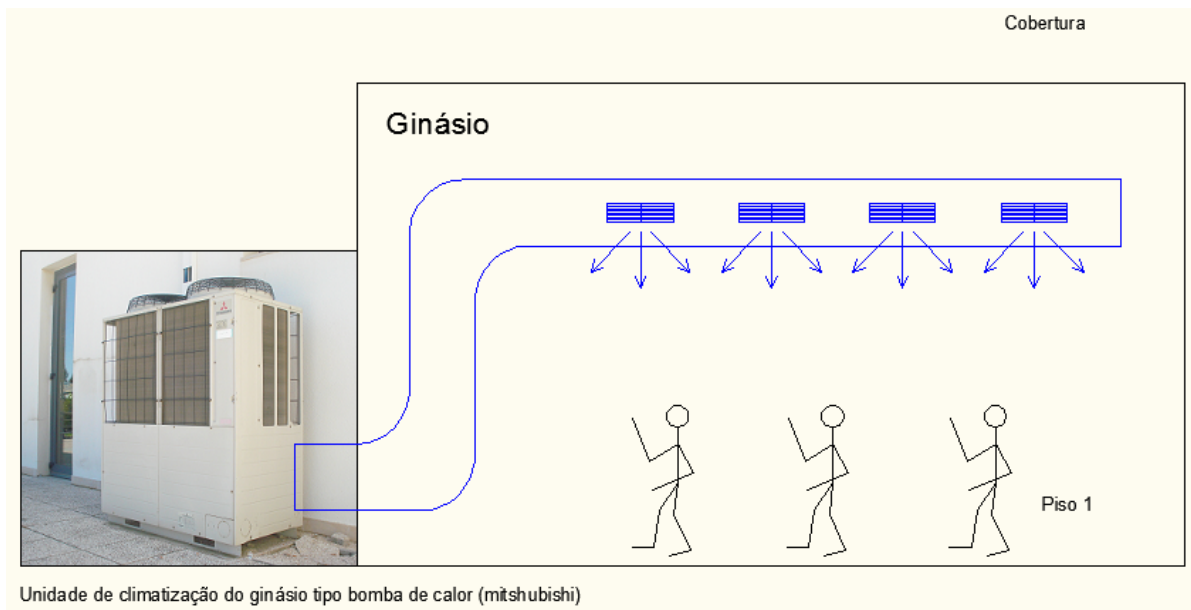 Cobertura
Ginásio
Piso 1
Unidade de climatização do ginásio tipo bomba de calor (mitshubishi)